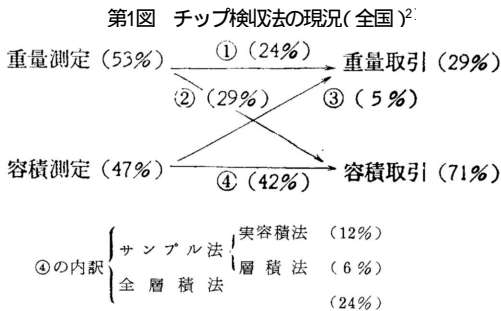 第1図 チップ検収法の現況(全国)2)
重量測定(53%) ①(24%) 重量取引(29%)
②(29%) ③(5%)
容積測定(47%) ④(42%) 容積取引(71%)
④の内訳 サンプル法 実容積法 (12%)
層積法 (6%)
全層積法 (24%)